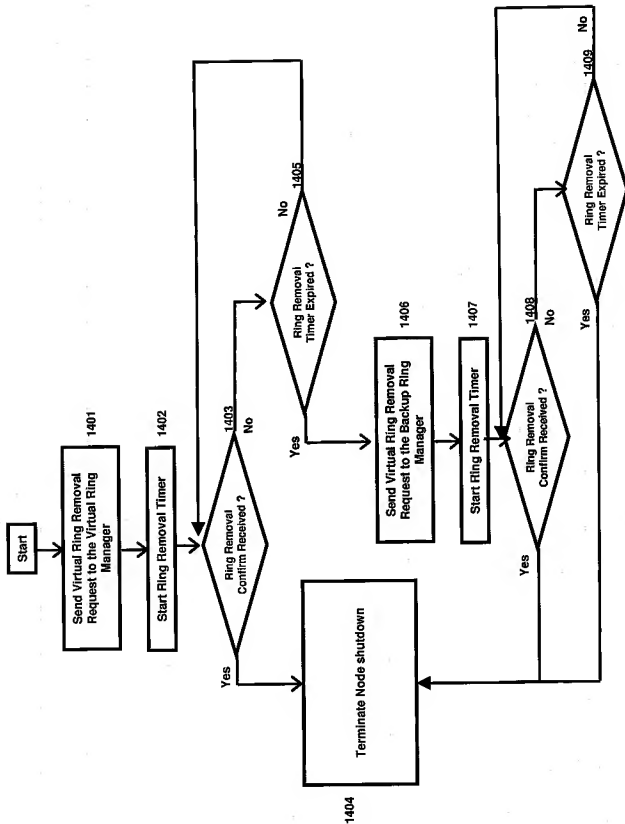 Start
Send Virtual Ring Removal
Request to the Virtual Ring
Manager
1401
Start Ring Removal Timer
1402
Ring Removal
Confirm Received ?
1403
Yes
No
Ring Removal
Timer Expired ?
1405
No
Yes
Terminate Node shutdown
1404
Send Virtual Ring Removal
Request to the Backup Ring
Manager
1406
Start Ring Removal Timer
1407
Ring Removal
Confirm Received ?
1408
Yes
No
Ring Removal
Timer Expired ?
1409
No
Yes